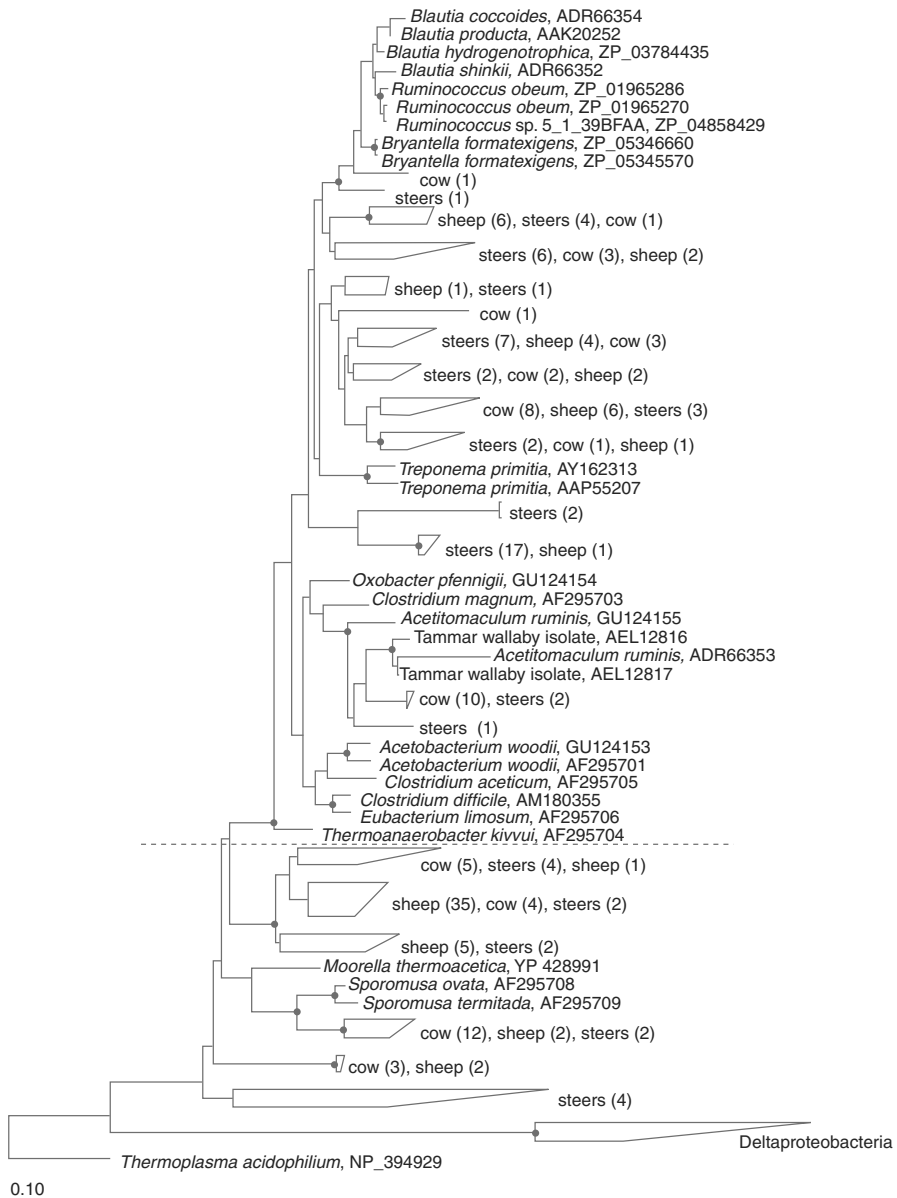 Blautia coccoides, ADR66354
Blautia producta, AAK20252
Blautia hydrogenotrophica, ZP_03784435
Blautia shinkii, ADR66352
Ruminococcus obeum, ZP_01965286
Ruminococcus obeum, ZP_01965270
Ruminococcus sp. 5_1_39BFAA, ZP_04858429
Bryantella formatexigens, ZP_05346660
Bryantella formatexigens, ZP_05345570
cow (1)
steers (1)
sheep (6), steers (4), cow (1)
steers (6), cow (3), sheep (2)
sheep (1), steers (1)
cow (1)
steers (7), sheep (4), cow (3)
steers (2), cow (2), sheep (2)
cow (8), sheep (6), steers (3)
steers (2), cow (1), sheep (1)
Treponema primitia, AY162313
Treponema primitia, AAP55207
steers (2)
steers (17), sheep (1)
Oxobacter pfennigii, GU124154
Clostridium magnum, AF295703
Acetitomaculum ruminis, GU124155
Tammar wallaby isolate, AEL12816
Acetitomaculum ruminis, ADR66353
Tammar wallaby isolate, AEL12817
cow (10), steers (2)
steers (1)
Acetobacterium woodii, GU124153
Acetobacterium woodii, AF295701
Clostridium aceticum, AF295705
Clostridium difficile, AM180355
Eubacterium limosum, AF295706
Thermoanaerobacter kivvui, AF295704
cow (5), steers (4), sheep (1)
sheep (35), cow (4), steers (2)
sheep (5), steers (2)
Moorella thermoacetica, YP 428991
Sporomusa ovata, AF295708
Sporomusa termitada, AF295709
cow (12), sheep (2), steers (2)
cow (3), sheep (2)
steers (4)
Deltaproteobacteria
Thermoplasma acidophilium, NP_394929
0.10